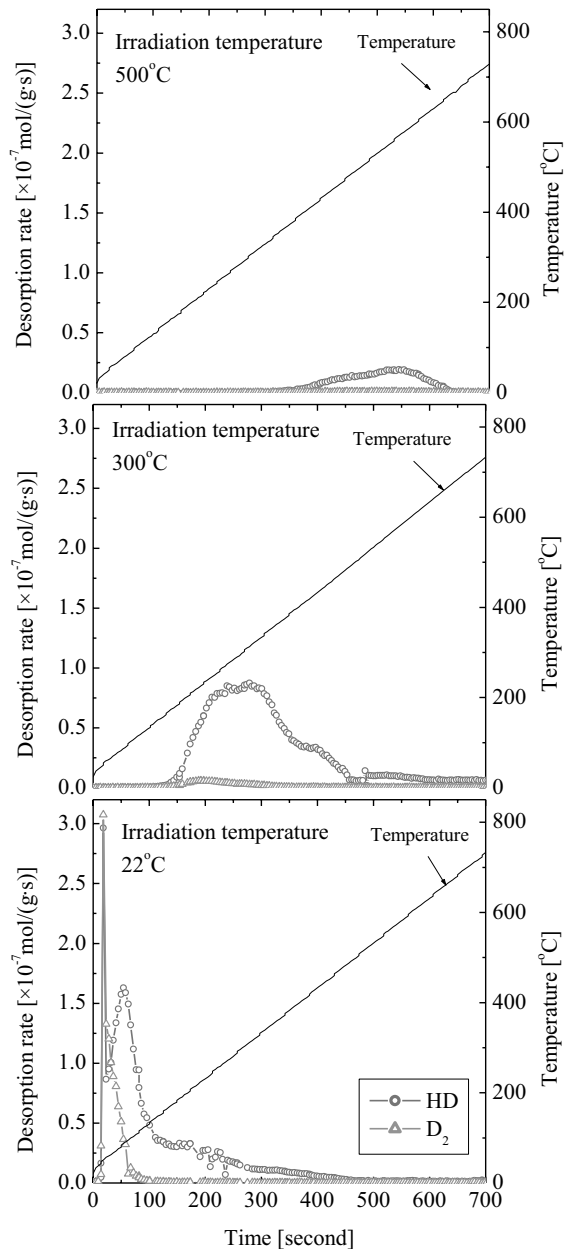 Irradiation temperature
500°C
Temperature
Desorption rate [×10⁻⁷mol/(g·s)]
Temperature [°C]
3.0
2.5
2.0
1.5
1.0
0.5
0.0
800
600
400
200
0
Irradiation temperature
300°C
Temperature
Desorption rate [×10⁻⁷mol/(g·s)]
Temperature [°C]
3.0
2.5
2.0
1.5
1.0
0.5
0.0
800
600
400
200
0
Irradiation temperature
22°C
Temperature
Desorption rate [×10⁻⁷mol/(g·s)]
Temperature [°C]
3.0
2.5
2.0
1.5
1.0
0.5
0.0
800
600
400
200
0
HD
D₂
0 100 200 300 400 500 600 700
Time [second]